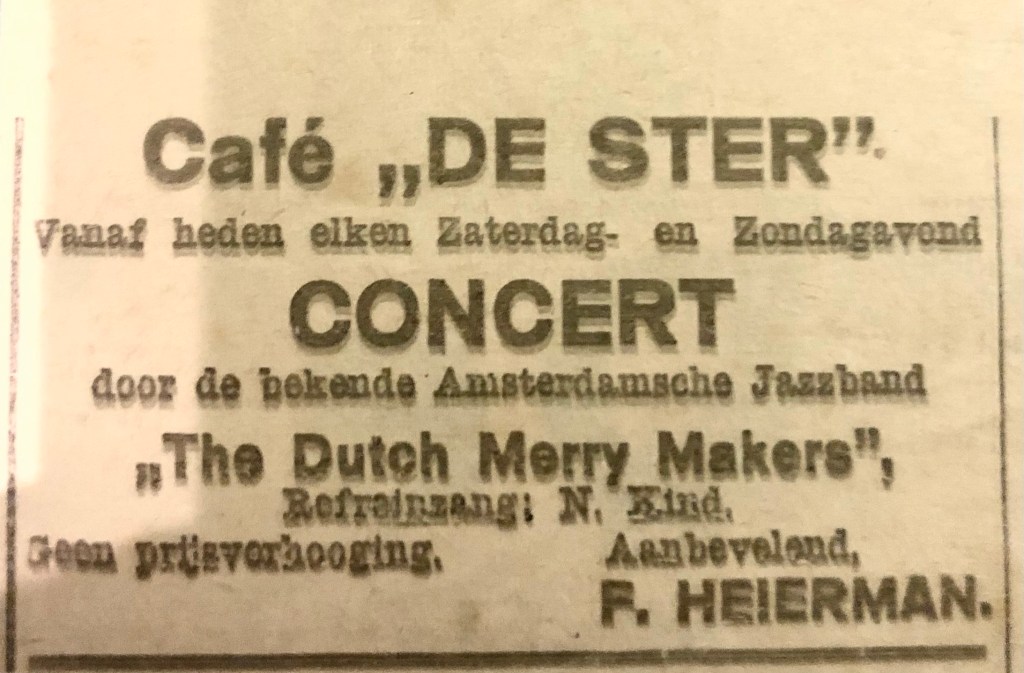 Café „DE STER”.
Vanaf heden elken Zaterdag- en Zondagavond
CONCERT
door de bekende Amsterdamsche Jazzband
„The Dutch Merry Makers”,
Refreinzang: N. Kind.
Geen prijsverhooging. Aanbevelend,
F. HEIERMAN.